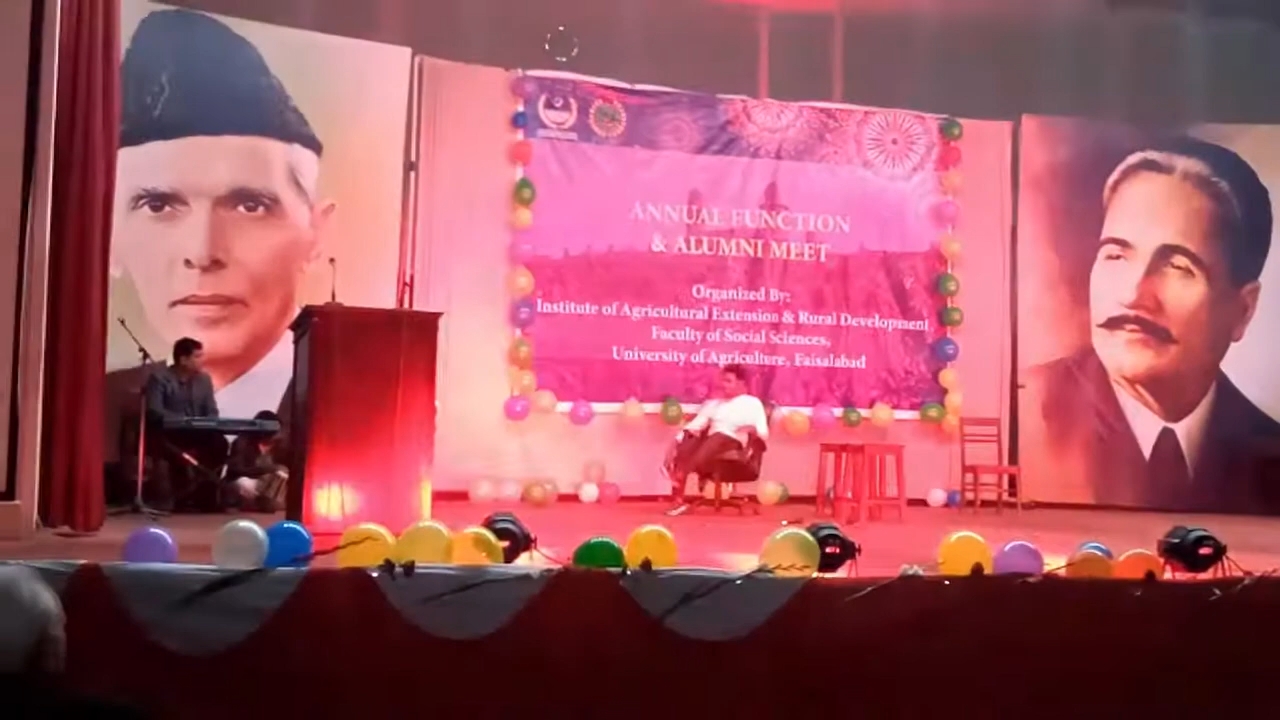 ANNUAL FUNCTION
& ALUMNI MEET
Organized By:
Institute of Agricultural Extension & Rural Development
Faculty of Social Sciences,
University of Agriculture, Faisalabad